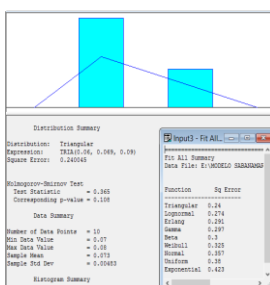 Distribution Summary
Distribution: Triangular
Expression: TRIA(0.06, 0.069, 0.09)
Square Error: 0.240045
Kolmogorov-Smirnov Test
Test Statistic = 0.365
Corresponding p-value = 0.108
Data Summary
Number of Data Points = 10
Min Data Value = 0.07
Max Data Value = 0.08
Sample Mean = 0.073
Sample Std Dev = 0.00483
Histogram Summary
Input3 - Fit All...
Fit All Summary
Data File: E:\MODELO SABANAMAR
Function Sq Error
Triangular 0.24
Lognormal 0.274
Erlang 0.291
Gamma 0.297
Beta 0.3
Weibull 0.325
Normal 0.357
Uniform 0.38
Exponential 0.423